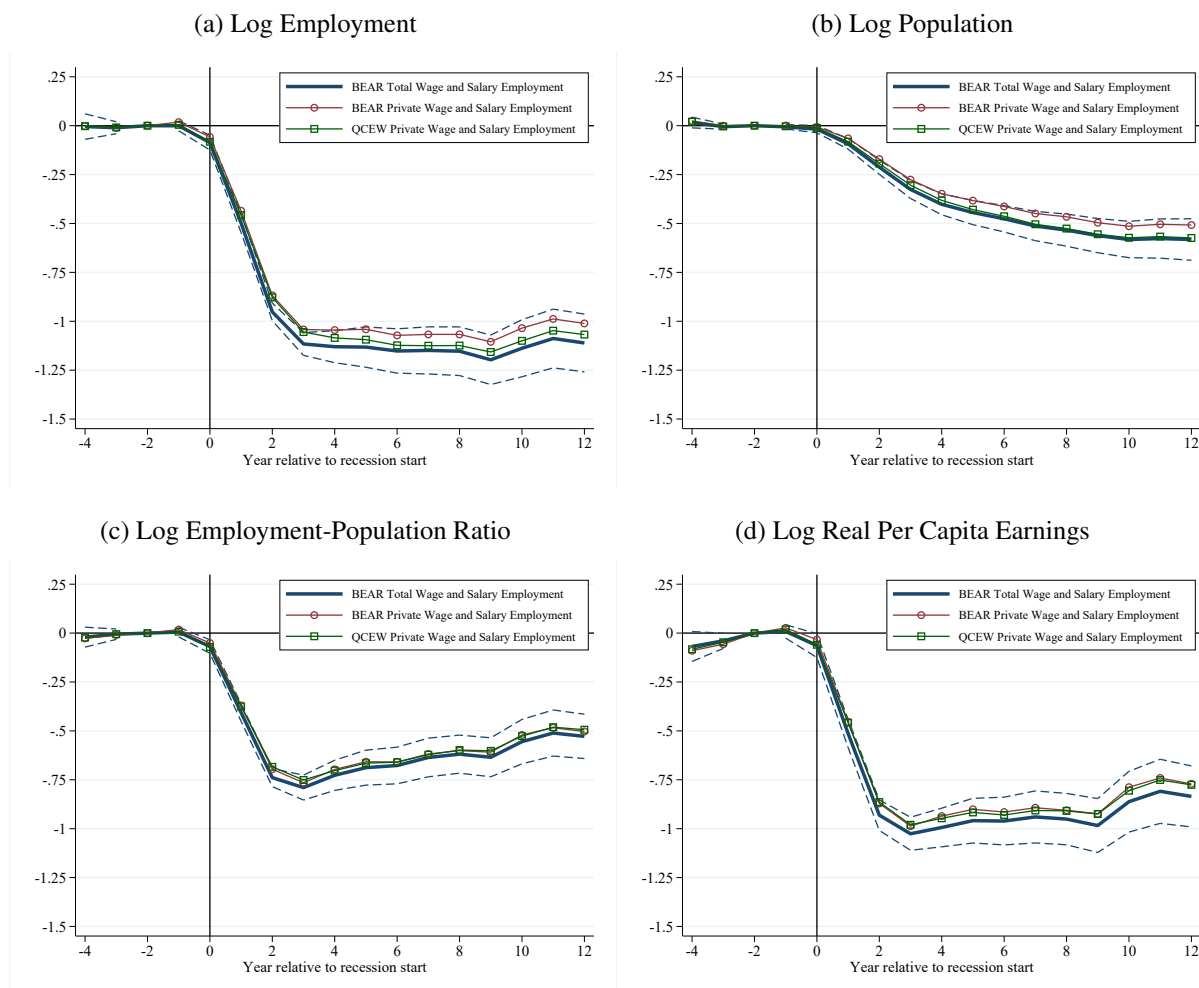 (a) Log Employment
.25
0
-.25
-.5
-.75
-1
-1.25
-1.5
BEAR Total Wage and Salary Employment
BEAR Private Wage and Salary Employment
QCEW Private Wage and Salary Employment
-4 -2 0 2 4 6 8 10 12
Year relative to recession start
(b) Log Population
.25
0
-.25
-.5
-.75
-1
-1.25
-1.5
BEAR Total Wage and Salary Employment
BEAR Private Wage and Salary Employment
QCEW Private Wage and Salary Employment
-4 -2 0 2 4 6 8 10 12
Year relative to recession start
(c) Log Employment-Population Ratio
.25
0
-.25
-.5
-.75
-1
-1.25
-1.5
BEAR Total Wage and Salary Employment
BEAR Private Wage and Salary Employment
QCEW Private Wage and Salary Employment
-4 -2 0 2 4 6 8 10 12
Year relative to recession start
(d) Log Real Per Capita Earnings
.25
0
-.25
-.5
-.75
-1
-1.25
-1.5
BEAR Total Wage and Salary Employment
BEAR Private Wage and Salary Employment
QCEW Private Wage and Salary Employment
-4 -2 0 2 4 6 8 10 12
Year relative to recession start